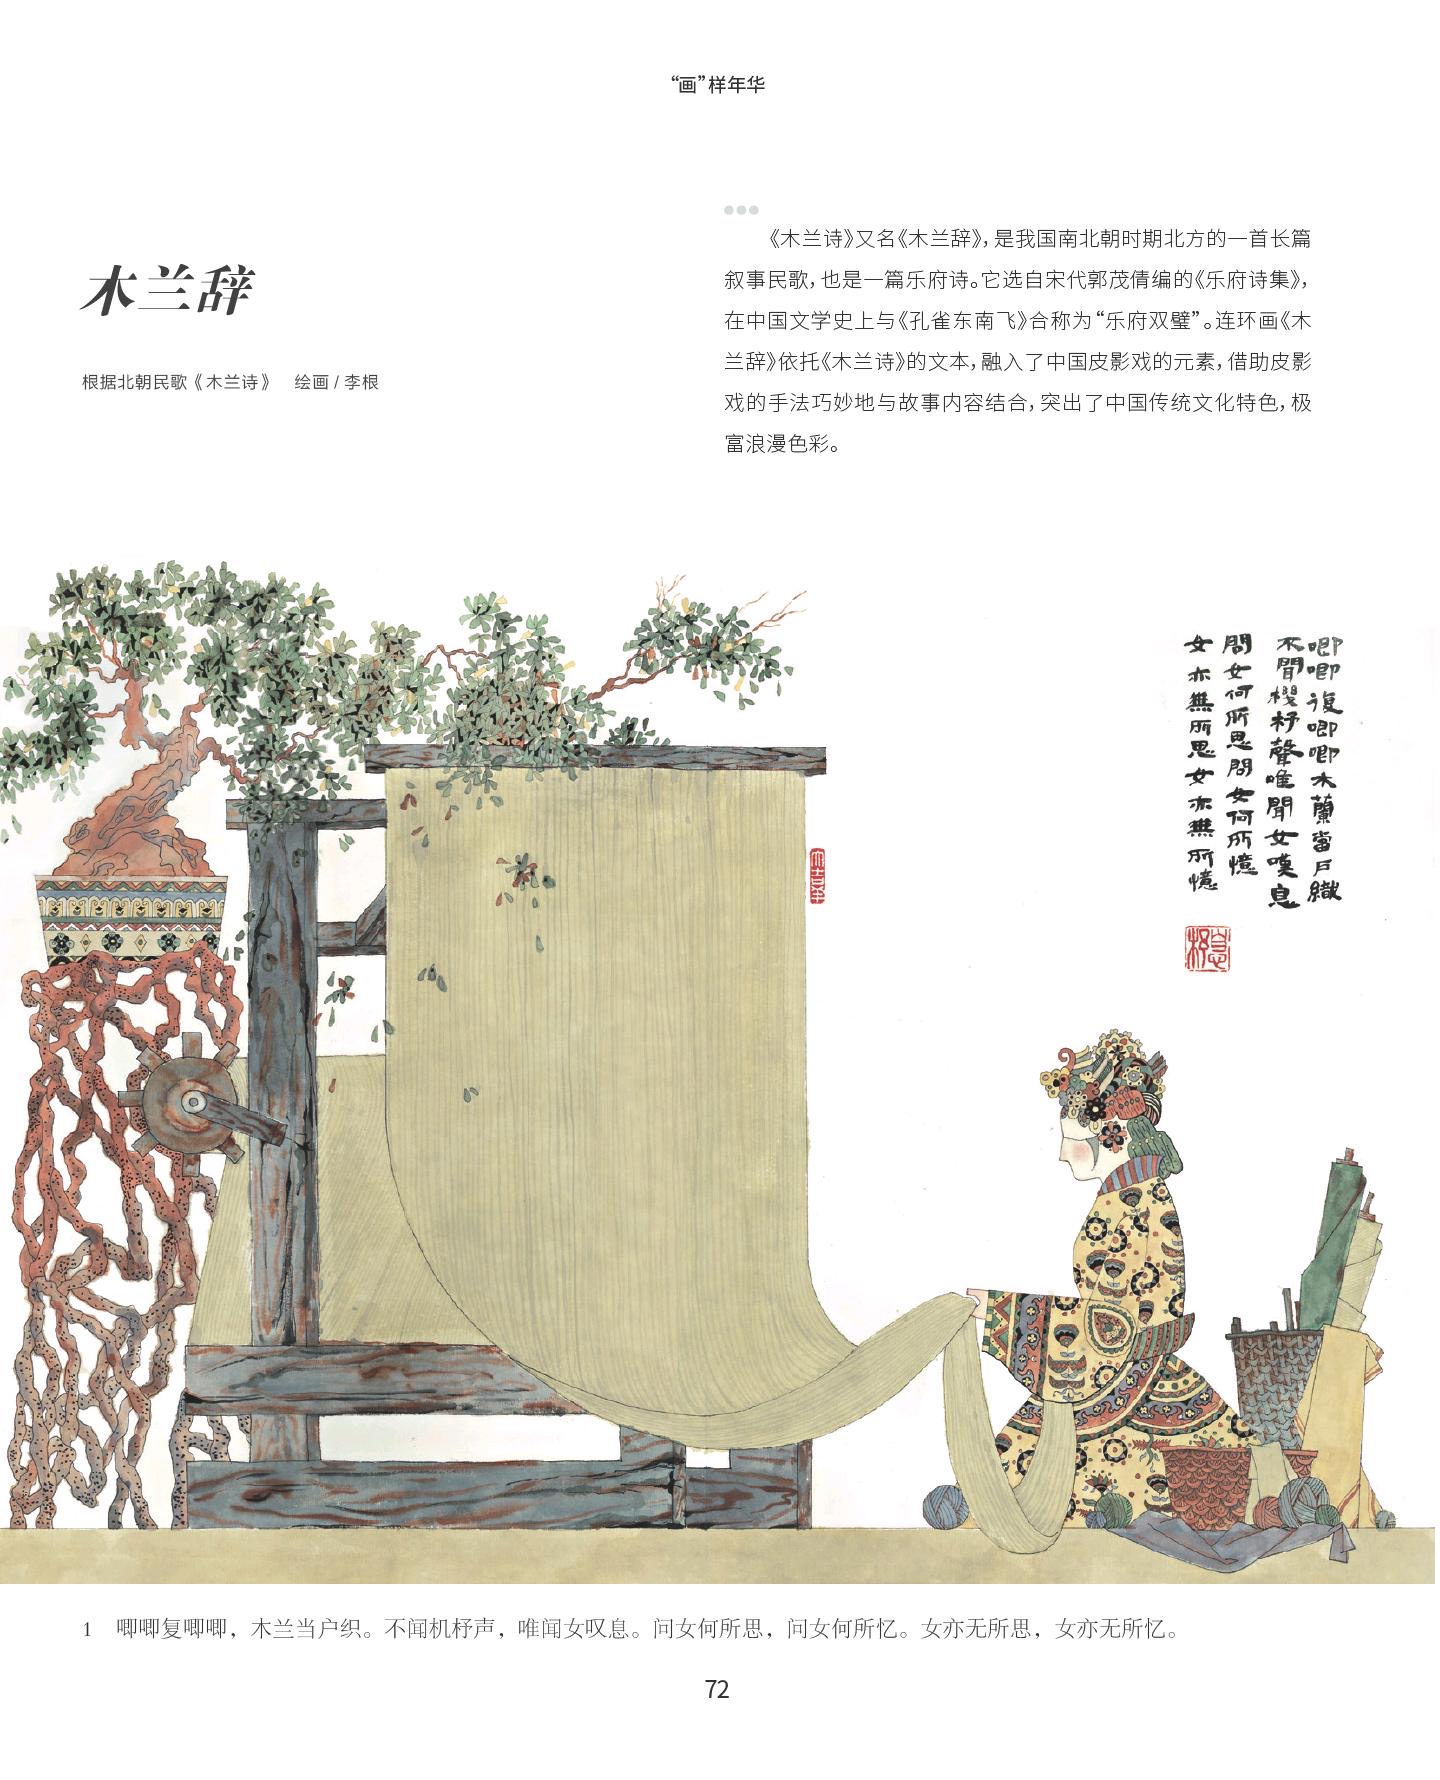 “画”样年华
木兰辞
根据北朝民歌《木兰诗》 绘画 / 李根
《木兰诗》又名《木兰辞》，是我国南北朝时期北方的一首长篇
叙事民歌，也是一篇乐府诗。它选自宋代郭茂倩编的《乐府诗集》，
在中国文学史上与《孔雀东南飞》合称为“乐府双璧”。连环画《木
兰辞》依托《木兰诗》的文本，融入了中国皮影戏的元素，借助皮影
戏的手法巧妙地与故事内容结合，突出了中国传统文化特色，极
富浪漫色彩。
唧唧復唧唧木蘭當戶織
不聞機杼聲唯聞女嘆息
問女何所思問女何所憶
女亦無所思女亦無所憶
1 唧唧复唧唧，木兰当户织。不闻机杼声，唯闻女叹息。问女何所思，问女何所忆。女亦无所思，女亦无所忆。
72